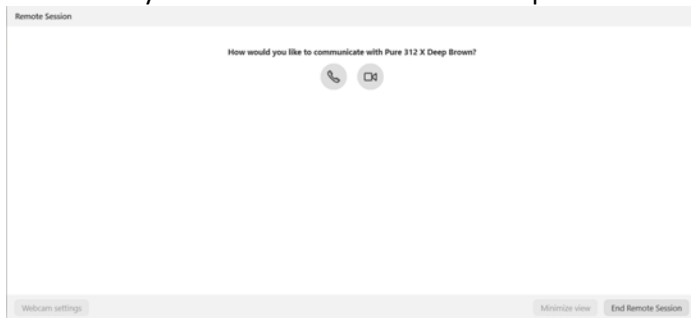 Remote Session
How would you like to communicate with Pure 312 X Deep Brown?
Webcam settings
Minimize view
End Remote Session